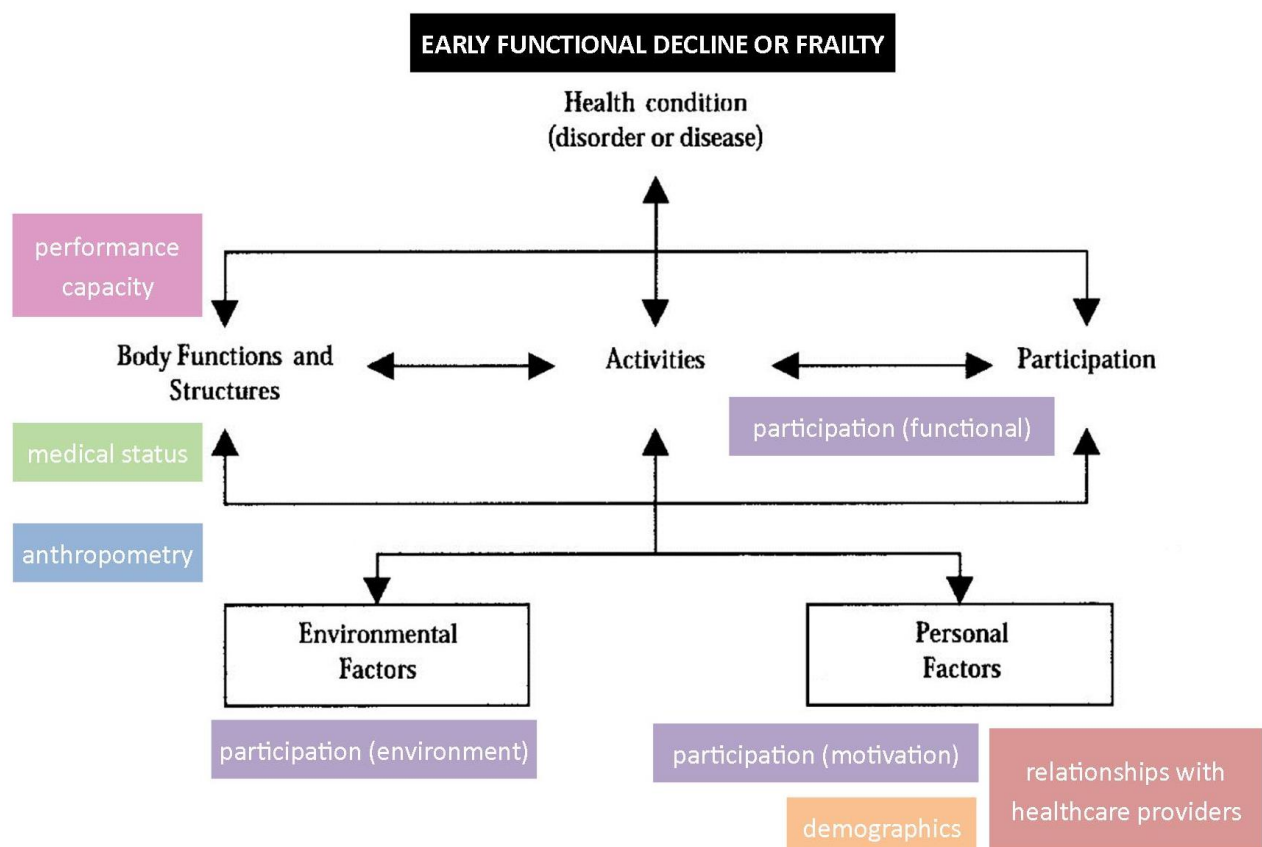 EARLY FUNCTIONAL DECLINE OR FRAILTY
Health condition
(disorder or disease)
performance
capacity
Body Functions and
Structures
Activities
Participation
participation (functional)
medical status
anthropometry
Environmental
Factors
Personal
Factors
participation (environment)
participation (motivation)
relationships with
healthcare providers
demographics